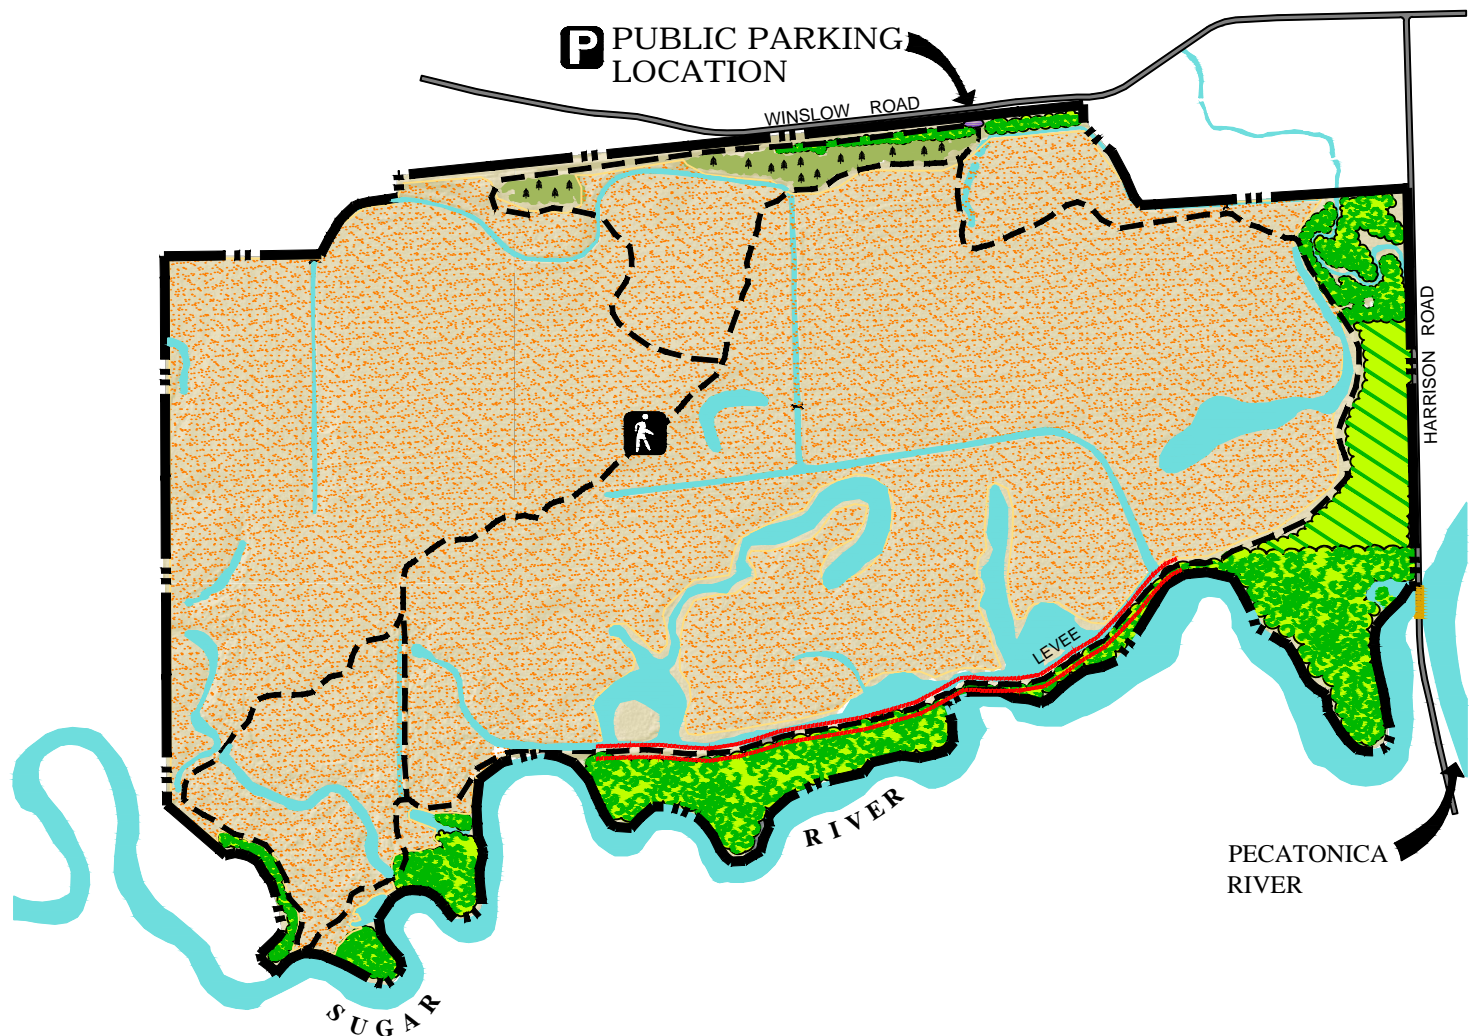 P PUBLIC PARKING
LOCATION
WINSLOW ROAD
HARRISON ROAD
LEVEE
RIVER
PECATONICA
RIVER
SUGAR